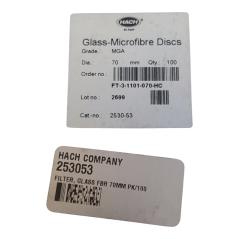 HACH
Glass-Microfibre Discs
Grade: MGA
Dia. 70 mm Qty. 100
Order no:
FT-3-1101-070-HC
Lot no: 2699
Cat-no: 2530-53
HACH COMPANY
253053
FILTER, GLASS FBR 70MM PK/100